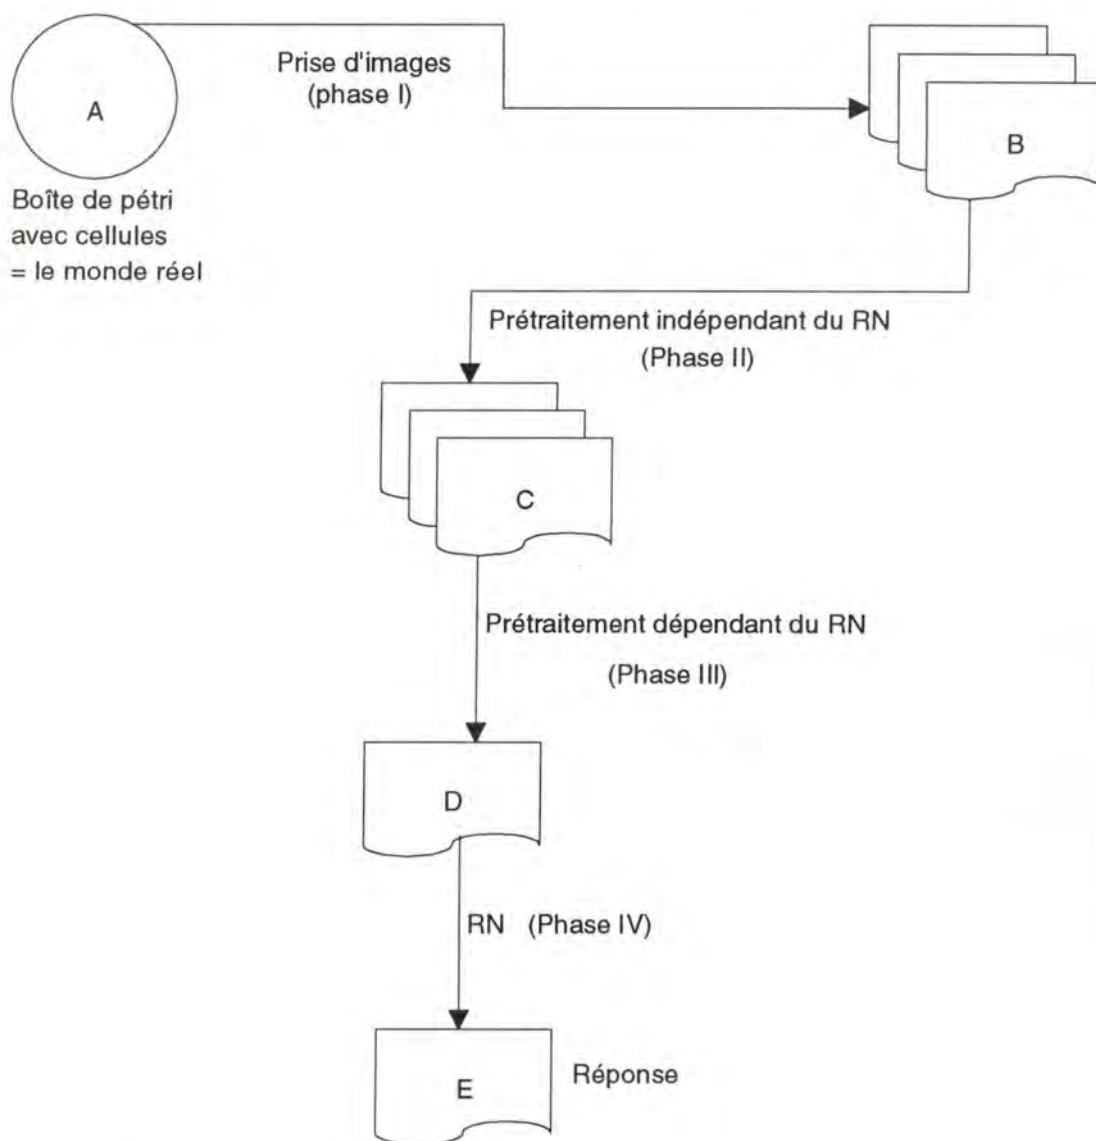 A
Prise d'images
(phase I)
B
Boîte de pétri
avec cellules
= le monde réel
Prétraitement indépendant du RN
(Phase II)
C
Prétraitement dépendant du RN
(Phase III)
D
RN (Phase IV)
E
Réponse